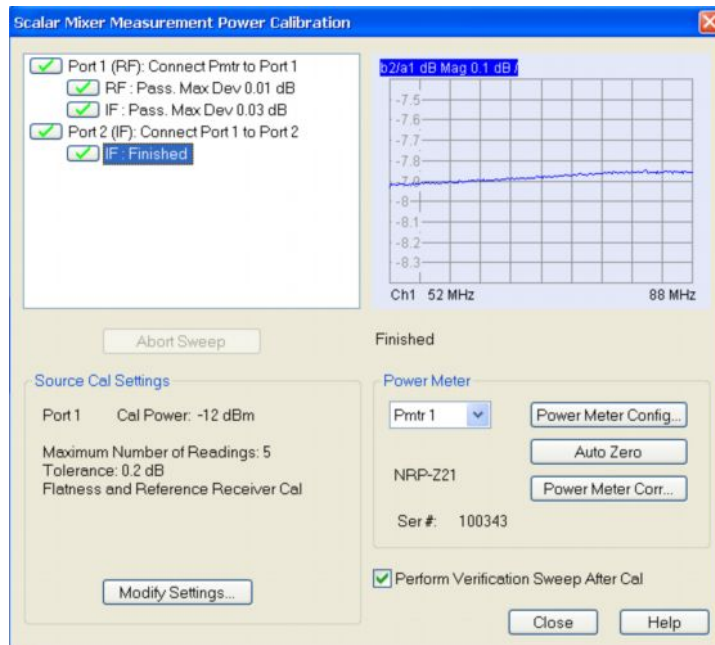 Scalar Mixer Measurement Power Calibration
Port 1 (RF): Connect Pmtr to Port 1
RF : Pass. Max Dev 0.01 dB
IF : Pass. Max Dev 0.03 dB
Port 2 (IF): Connect Port 1 to Port 2
IF : Finished
b2/a1 dB Mag 0.1 dB /
-7.5
-7.6
-7.7
-7.8
-7.9
-8
-8.1
-8.2
-8.3
Ch1 52 MHz 88 MHz
Abort Sweep
Finished
Source Cal Settings
Port 1 Cal Power: -12 dBm
Maximum Number of Readings: 5
Tolerance: 0.2 dB
Flatness and Reference Receiver Cal
Modify Settings...
Power Meter
Pmtr 1
Power Meter Config...
Auto Zero
NRP-Z21
Power Meter Corr...
Ser #: 100343
Perform Verification Sweep After Cal
Close
Help